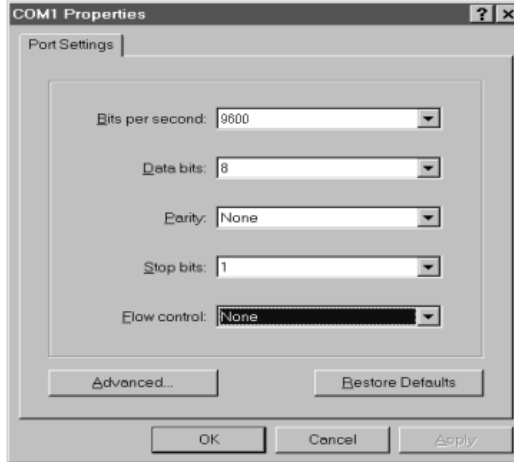 COM1 Properties
Port Settings
Bits per second: 9600
Data bits: 8
Parity: None
Stop bits: 1
Flow control: None
Advanced... Restore Defaults
OK Cancel Apply